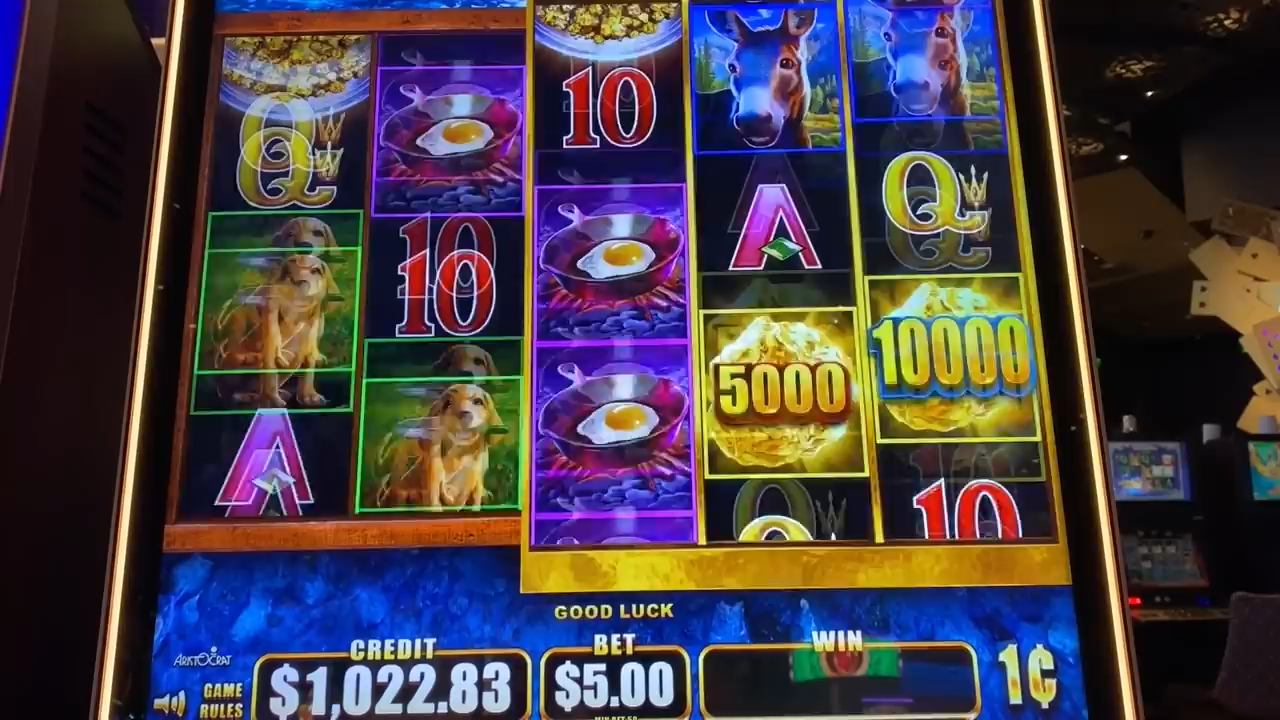 10
Q
Q
10
A
Q
5000
10000
A
Q
10
GOOD LUCK
ARISTOCRAT
GAME
RULES
CREDIT
$1,022.83
BET
$5.00
WIN
1¢